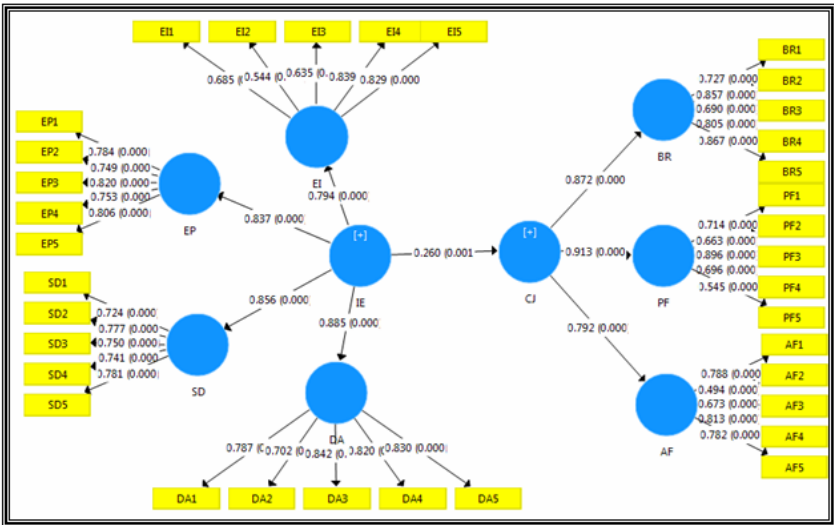 EI1 EI2 EI3 EI4 EI5
0.685 (0 0.544 (0. 0.635 (0. 0.839 0.829 (0.000
EI
0.794 (0.000)
EP1
EP2
EP3
EP4
EP5
0.784 (0.000)
0.749 (0.000)
0.820 (0.000)
0.753 (0.000)
0.806 (0.000)
EP
0.837 (0.000)
SD1
SD2
SD3
SD4
SD5
0.724 (0.000)
0.777 (0.000)
0.750 (0.000)
0.741 (0.000)
0.781 (0.000)
SD
0.856 (0.000)
[+]
IE
0.885 (0.000)
DA
0.787 (0 0.702 (0. 0.842 (0. 0.820 (0 0.830 (0.000)
DA1 DA2 DA3 DA4 DA5
0.260 (0.001)
[+]
CJ
0.872 (0.000)
0.913 (0.000)
0.792 (0.000)
BR
0.727 (0.000
0.857 (0.000
0.690 (0.000
0.805 (0.000
0.867 (0.000
BR1
BR2
BR3
BR4
BR5
PF
0.714 (0.000
0.663 (0.000
0.896 (0.000
0.696 (0.000
0.545 (0.000
PF1
PF2
PF3
PF4
PF5
AF
0.788 (0.000
0.494 (0.000
0.673 (0.000
0.813 (0.000
0.782 (0.000
AF1
AF2
AF3
AF4
AF5